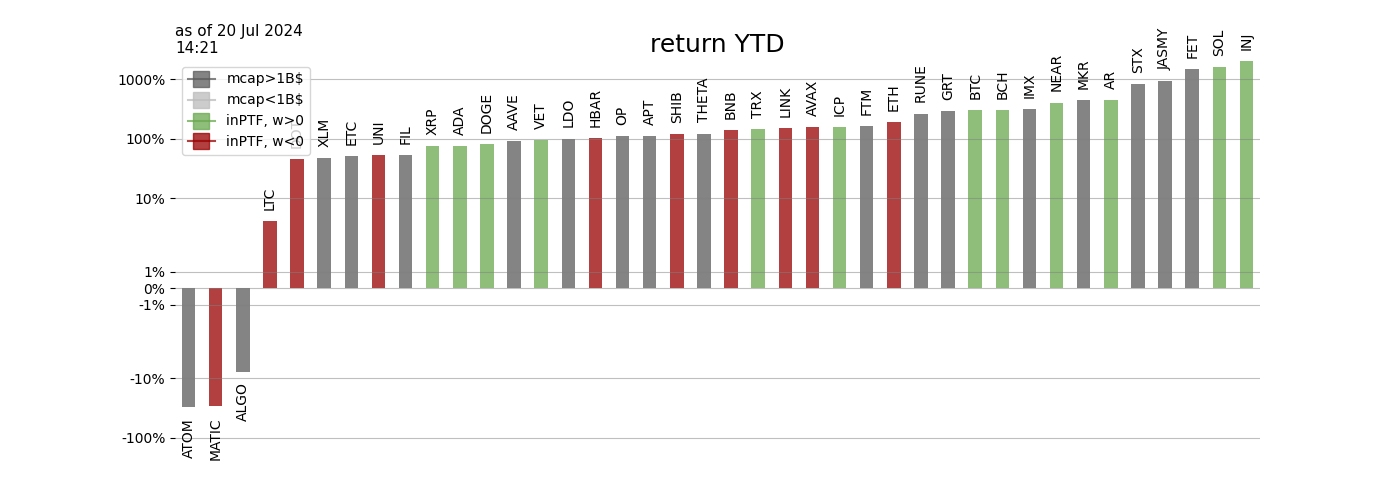 as of 20 Jul 2024
14:21
return YTD
mcap>1B$
mcap<1B$
inPTF, w>0
inPTF, w<0
1000%
100%
10%
1%
0%
-1%
-10%
-100%
ATOM
MATIC
ALGO
LTC
XLM
ETC
UNI
FIL
XRP
ADA
DOGE
AAVE
VET
LDO
HBAR
OP
APT
SHIB
THETA
BNB
TRX
LINK
AVAX
ICP
FTM
ETH
RUNE
GRT
BTC
BCH
IMX
NEAR
MKR
AR
STX
JASMY
FET
SOL
INJ